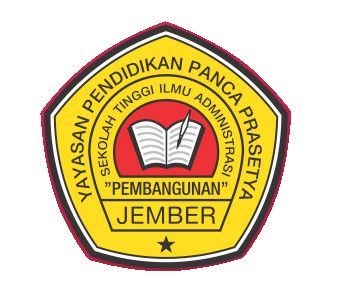 YAYASAN PENDIDIKAN PANCA PRASETYA
SEKOLAH TINGGI ILMU ADMINISTRASI
"PEMBANGUNAN"
JEMBER